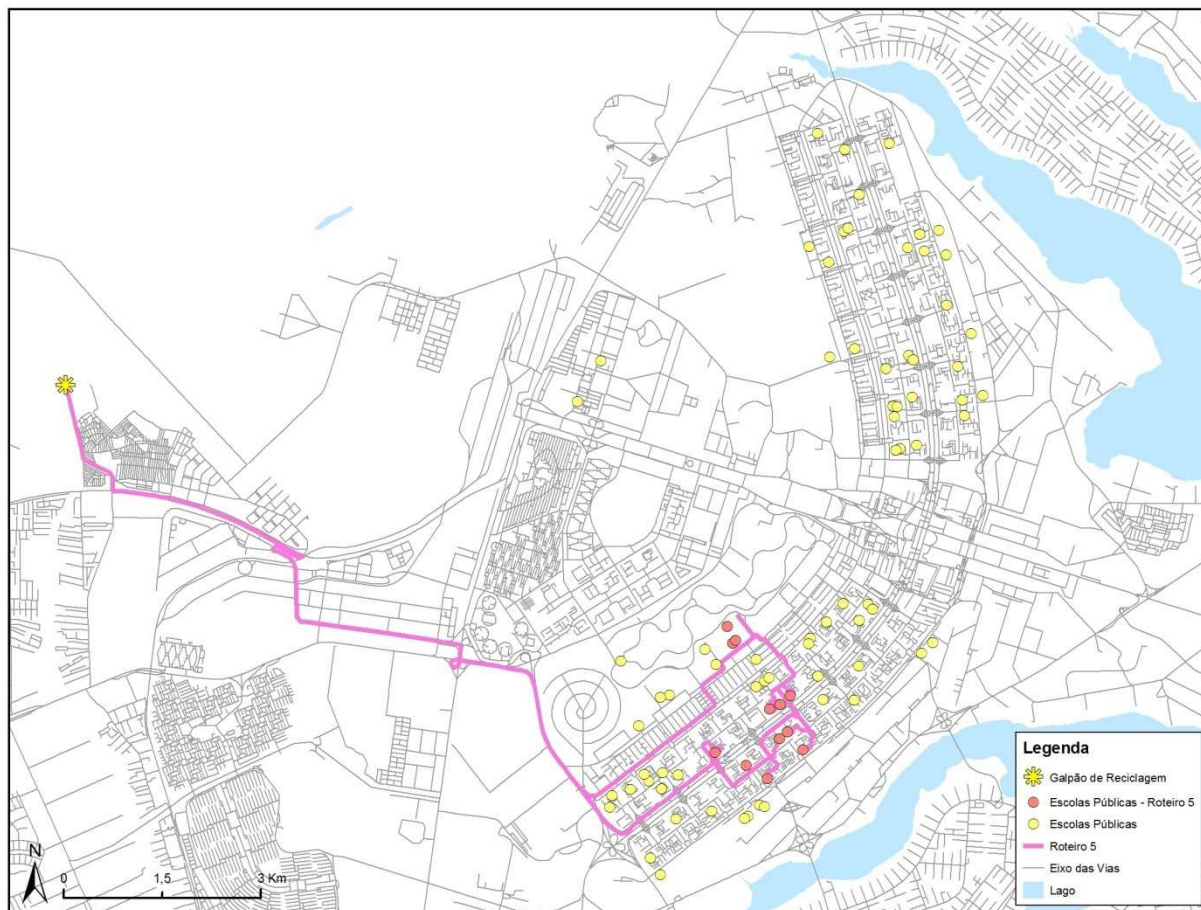 Legenda
Galpão de Reciclagem
Escolas Públicas - Roteiro 5
Escolas Públicas
Roteiro 5
Eixo das Vias
Lago
N
0 1,5 3 Km